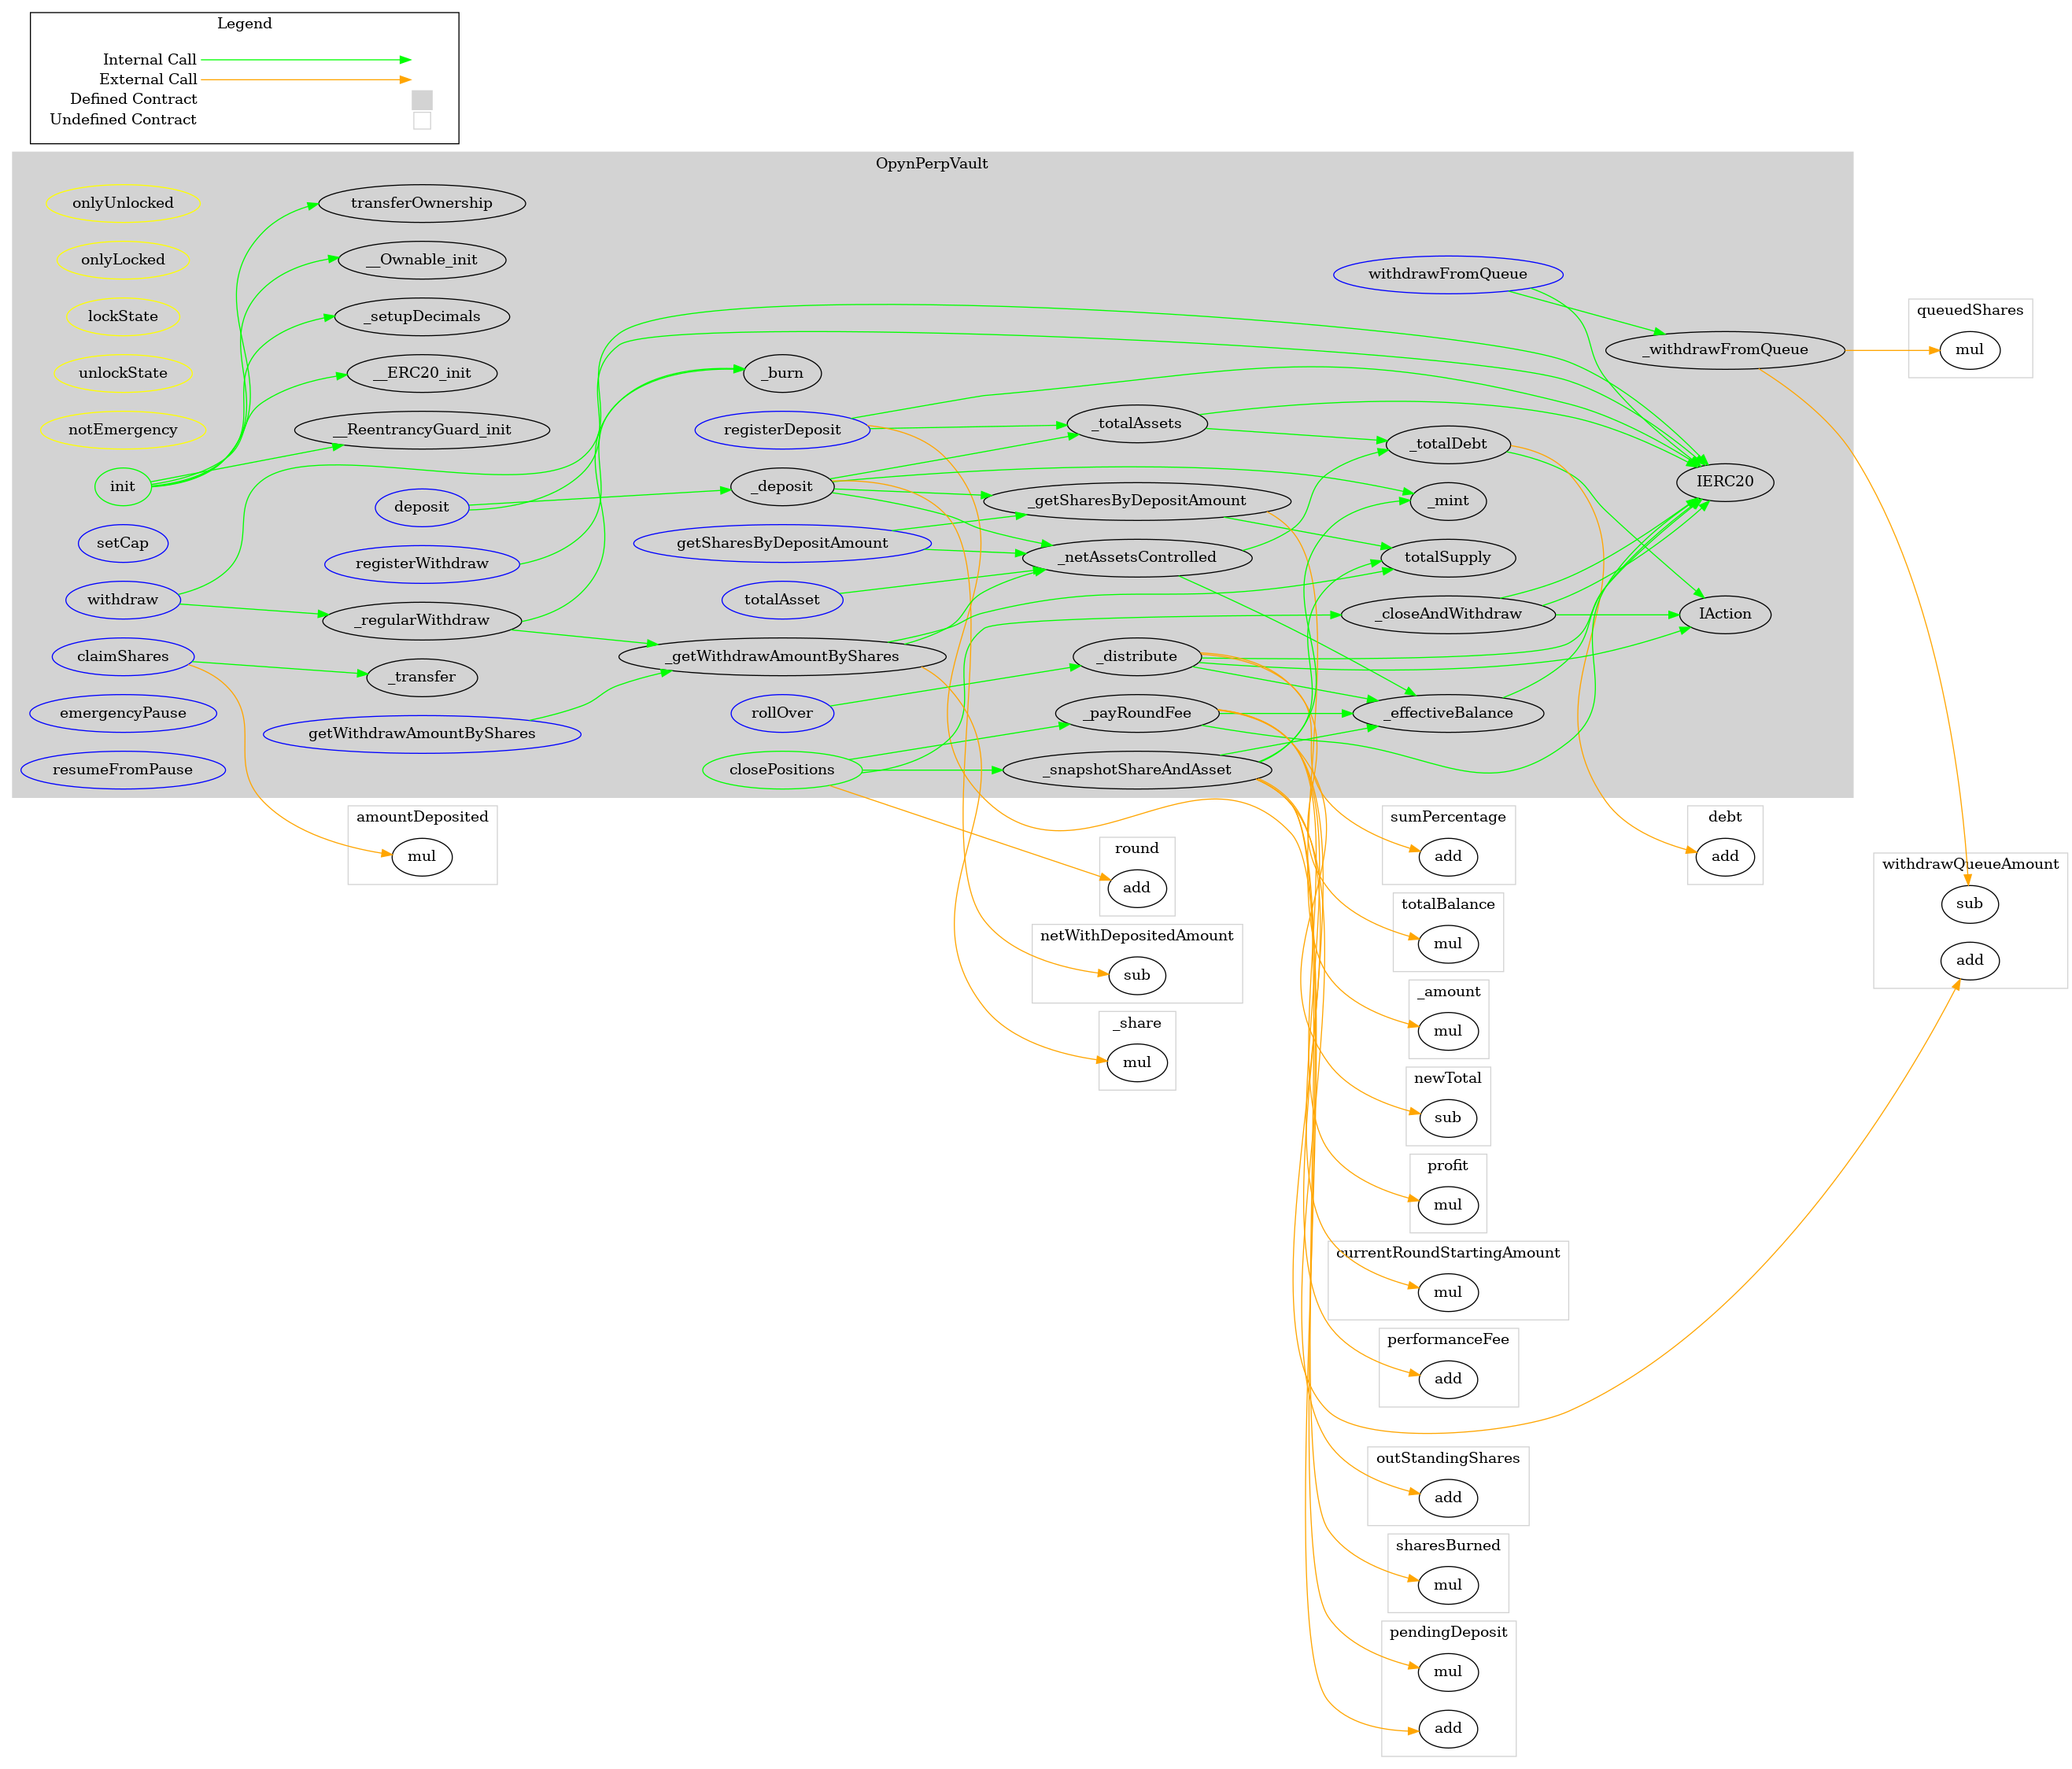 Legend
Internal Call
External Call
Defined Contract
Undefined Contract
OpynPerpVault
onlyUnlocked
onlyLocked
lockState
unlockState
notEmergency
init
setCap
withdraw
claimShares
emergencyPause
resumeFromPause
transferOwnership
__Ownable_init
_setupDecimals
__ERC20_init
__ReentrancyGuard_init
deposit
registerWithdraw
_regularWithdraw
_transfer
getWithdrawAmountByShares
_burn
registerDeposit
_deposit
getSharesByDepositAmount
totalAsset
_getWithdrawAmountByShares
rollOver
closePositions
_totalAssets
_getSharesByDepositAmount
_netAssetsControlled
_distribute
_payRoundFee
_snapshotShareAndAsset
withdrawFromQueue
_totalDebt
_mint
totalSupply
_closeAndWithdraw
_effectiveBalance
_withdrawFromQueue
IERC20
IAction
queuedShares
mul
amountDeposited
mul
round
add
netWithDepositedAmount
sub
_share
mul
sumPercentage
add
totalBalance
mul
_amount
mul
newTotal
sub
profit
mul
currentRoundStartingAmount
mul
performanceFee
add
outStandingShares
add
sharesBurned
mul
pendingDeposit
mul
add
debt
add
withdrawQueueAmount
sub
add